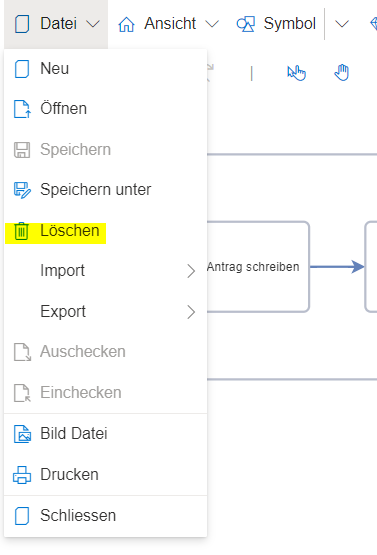 Datei Ansicht Symbol
Neu
Öffnen
Speichern
Speichern unter
Löschen
Import
Antrag schreiben
Export
Auschecken
Einchecken
Bild Datei
Drucken
Schliessen